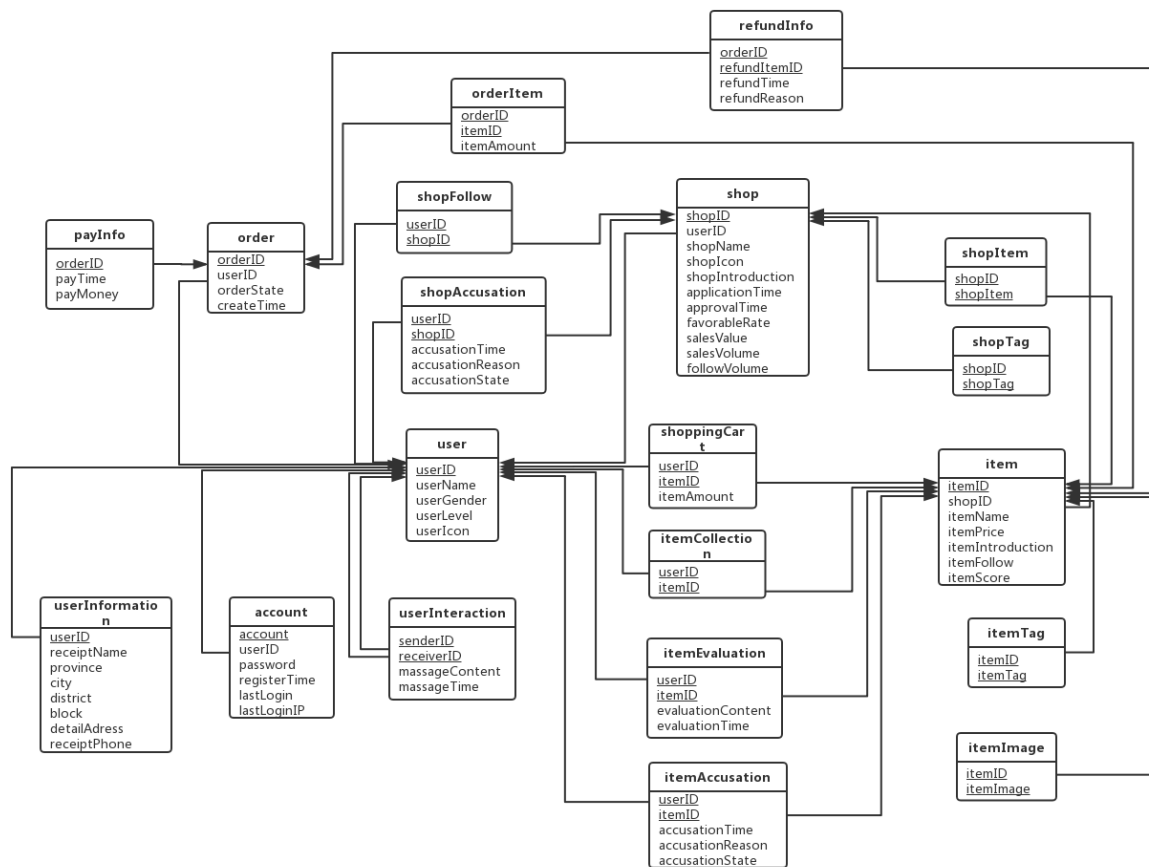 refundInfo
orderID
refundItemID
refundTime
refundReason
orderItem
orderID
itemID
itemAmount
shopFollow
userID
shopID
shop
shopID
userID
shopName
shopIcon
shopIntroduction
applicationTime
approvalTime
favorableRate
salesValue
salesVolume
followVolume
payInfo
orderID
payTime
payMoney
order
orderID
userID
orderState
createTime
shopItem
shopID
shopItem
shopAccusation
userID
shopID
accusationTime
accusationReason
accusationState
shopTag
shopID
shopTag
user
userID
userName
userGender
userLevel
userIcon
shoppingCar
t
userID
itemID
itemAmount
item
itemID
shopID
itemName
itemPrice
itemIntroduction
itemFollow
itemScore
itemCollectio
n
userID
itemID
userInformatio
n
userID
receiptName
province
city
district
block
detailAdress
receiptPhone
account
account
userID
password
registerTime
lastLogin
lastLoginIP
userInteraction
senderID
receiverID
massageContent
massageTime
itemEvaluation
userID
itemID
evaluationContent
evaluationTime
itemTag
itemID
itemTag
itemImage
itemID
itemImage
itemAccusation
userID
itemID
accusationTime
accusationReason
accusationState